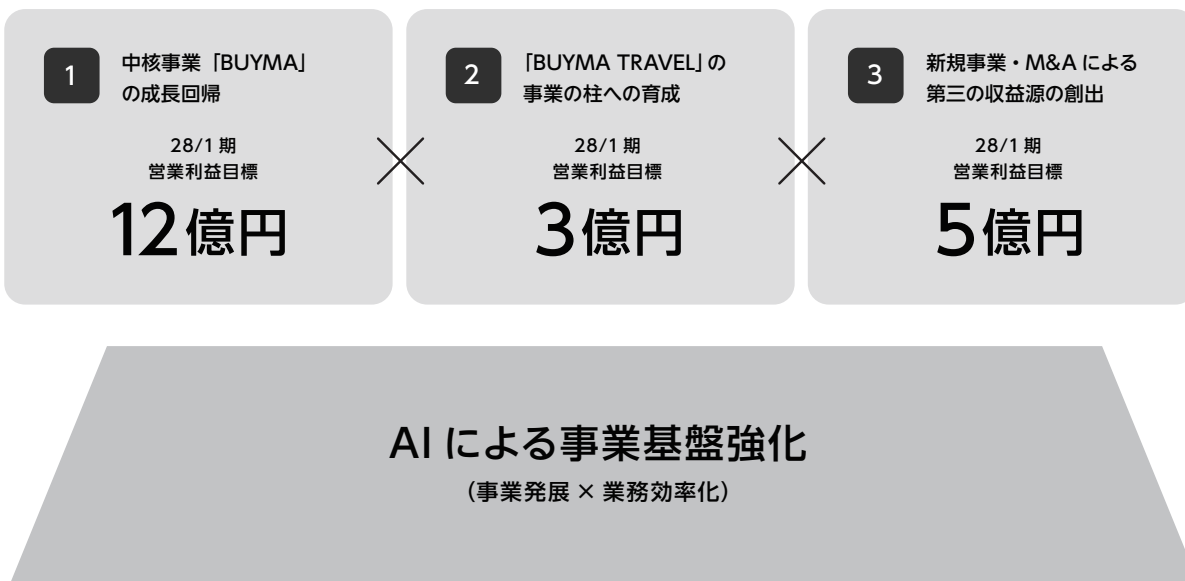 1
中核事業「BUYMA」
の成長回帰
28/1 期
営業利益目標
12億円
2
「BUYMA TRAVEL」の
事業の柱への育成
28/1 期
営業利益目標
3億円
3
新規事業・M&A による
第三の収益源の創出
28/1 期
営業利益目標
5億円
AI による事業基盤強化
（事業発展 × 業務効率化）